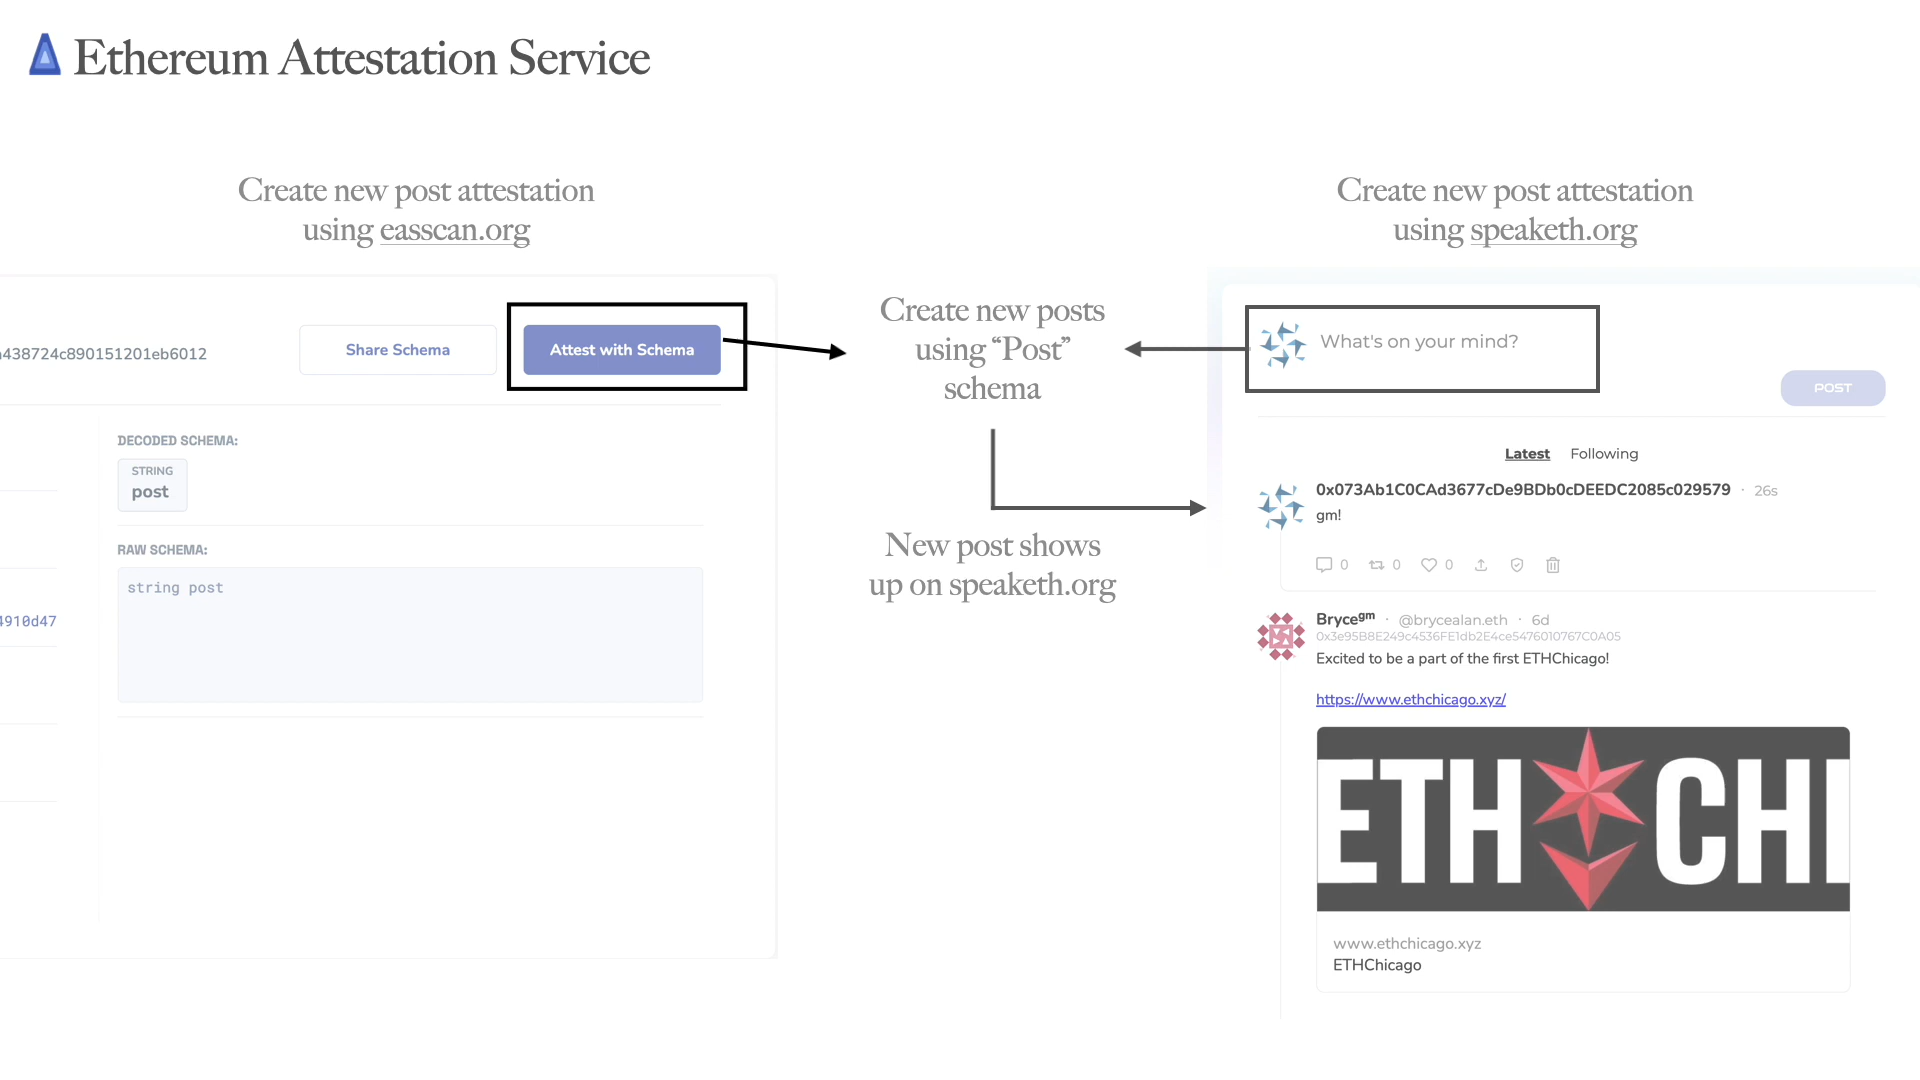 Ethereum Attestation Service
Create new post attestation
using easscan.org
438724c890151201eb6012
Share Schema
Attest with Schema
DECODED SCHEMA:
STRING
post
RAW SCHEMA:
string post
4910d47
Create new posts
using “Post”
schema
New post shows
up on speaketh.org
Create new post attestation
using speaketh.org
What's on your mind?
POST
Latest Following
0x073Ab1C0CAd3677cDe9BDb0cDEEDC2085c029579 · 26s
gm!
0 0 0
Bryceᵍᵐ · @brycealan.eth · 6d
0x3e95B8E249c4536FE1db2E4ce5476010767C0A05
Excited to be a part of the first ETHChicago!
https://www.ethchicago.xyz/
ETH CHI
www.ethchicago.xyz
ETHChicago